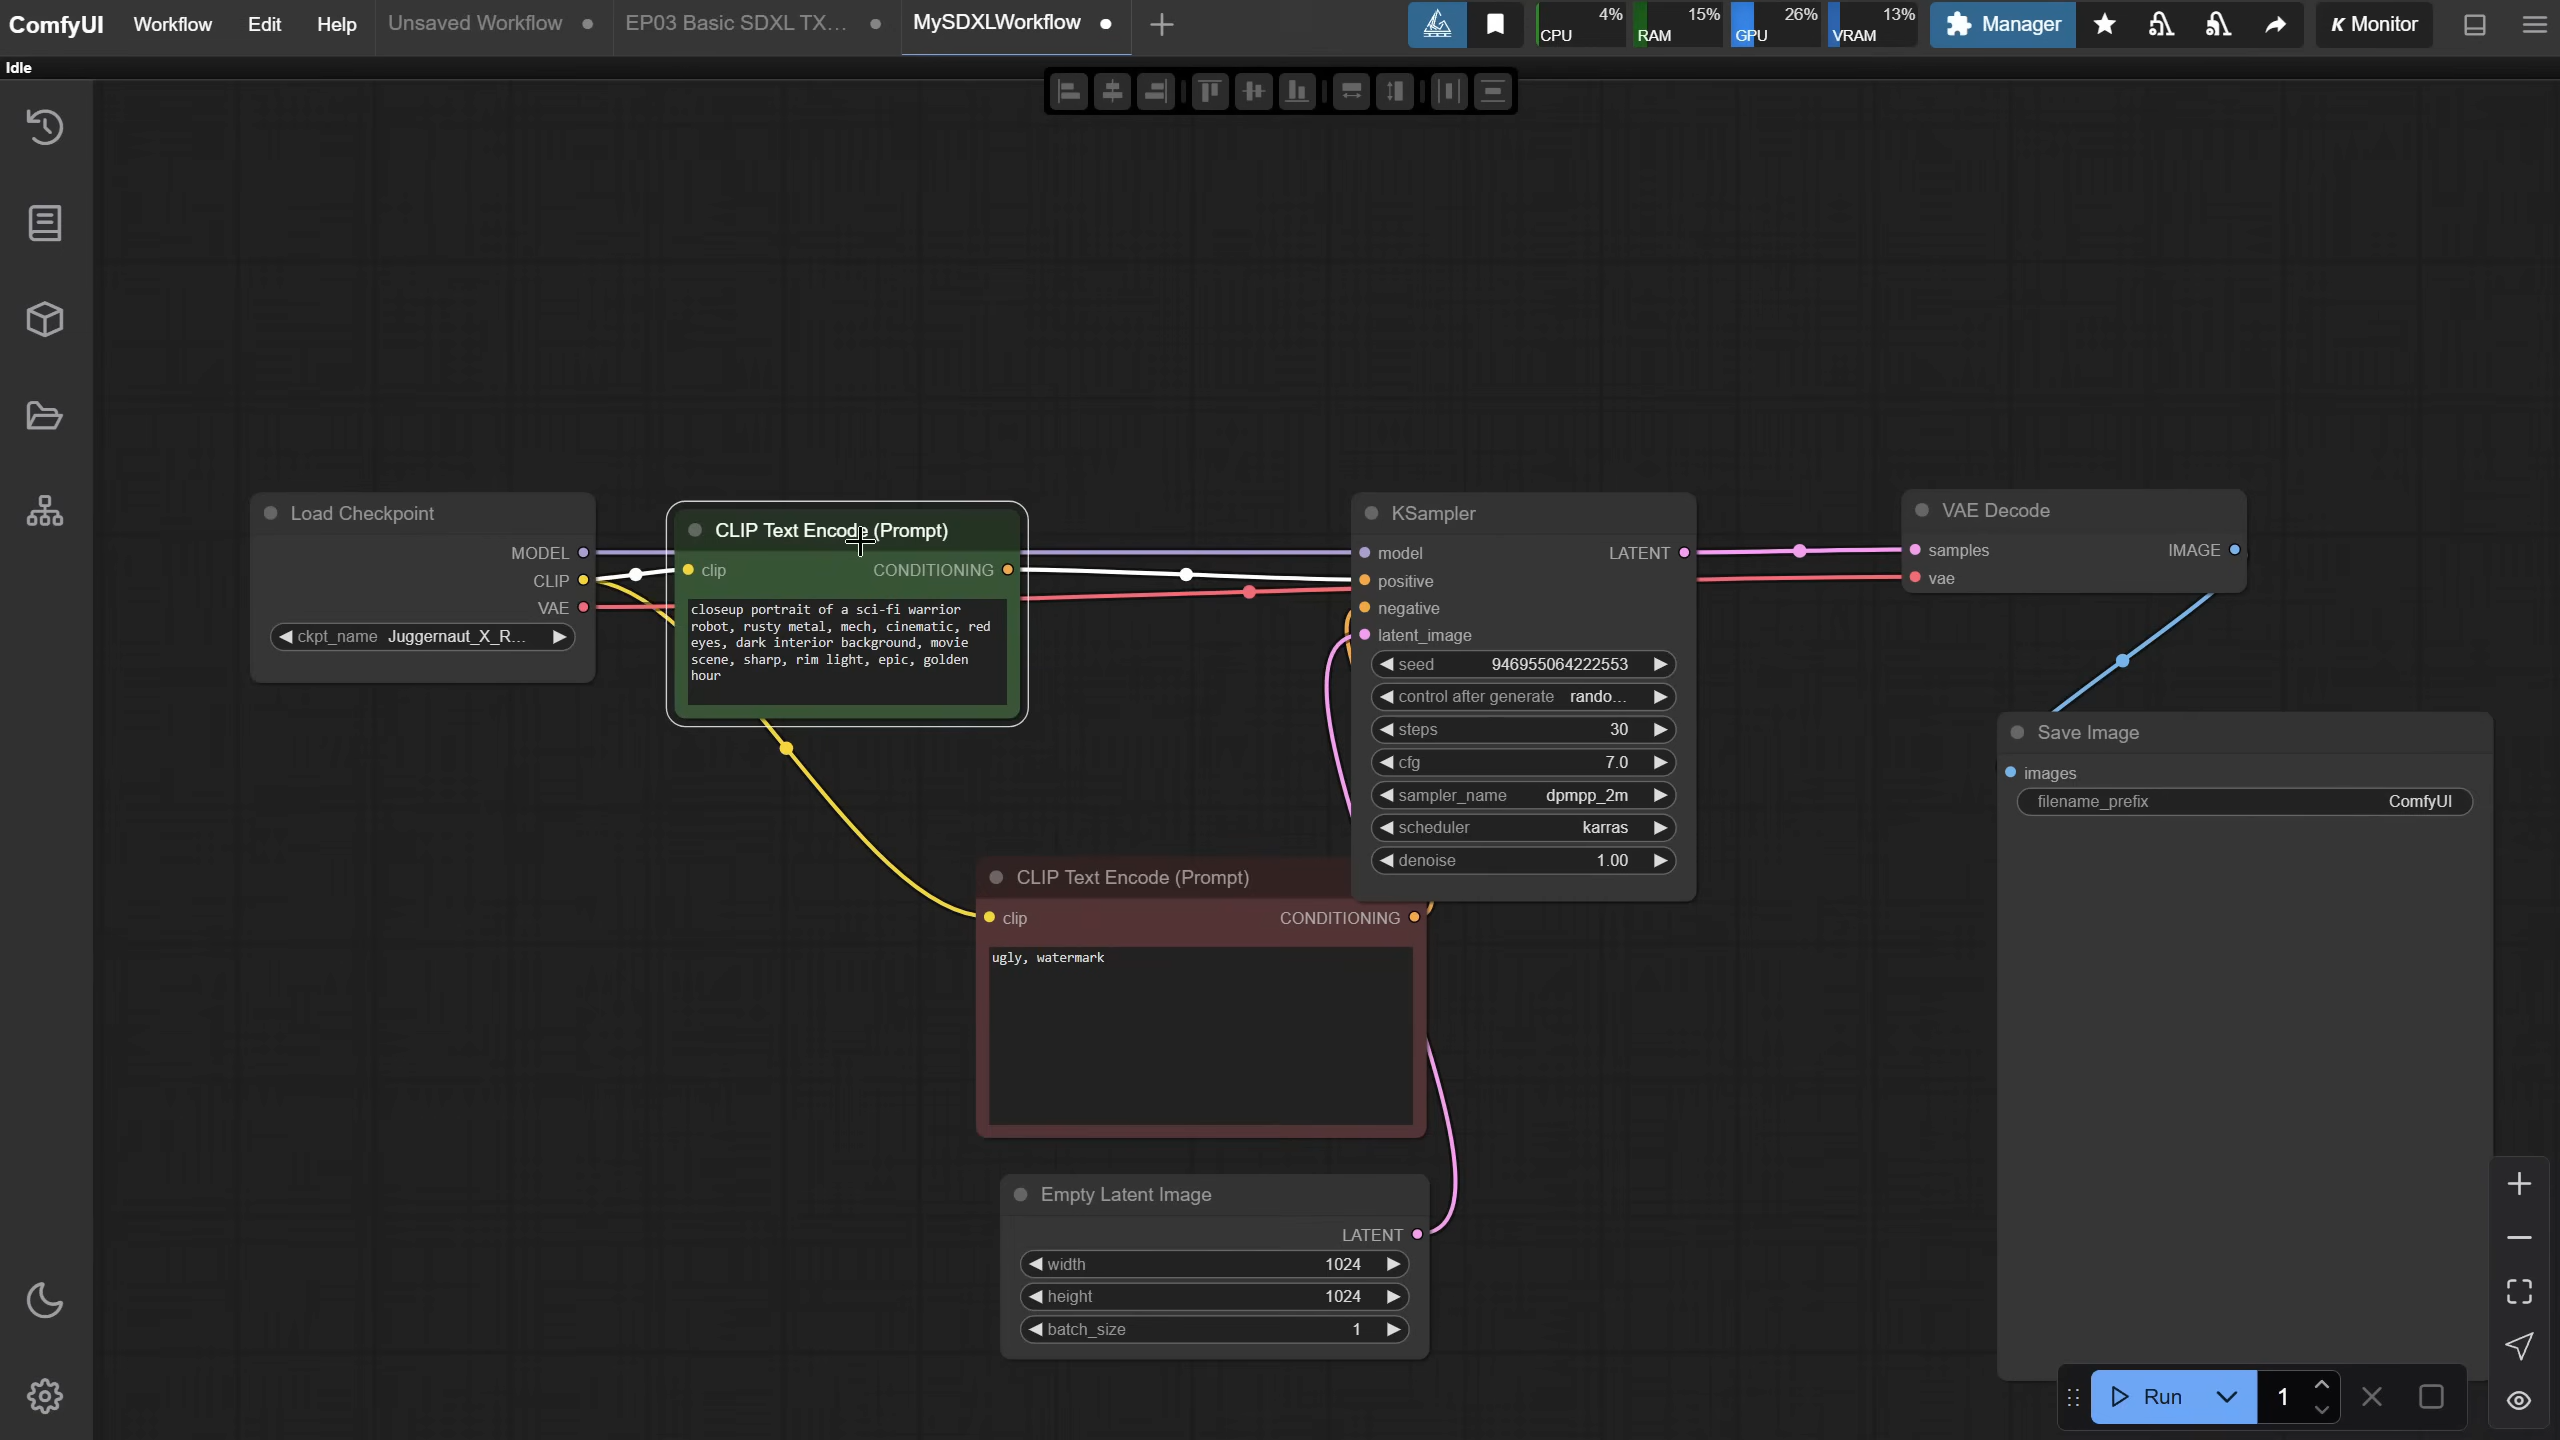 ComfyUI Workflow Edit Help Unsaved Workflow EP03 Basic SDXL TX... MySDXLWorkflow
CPU 4% RAM 15% GPU 26% VRAM 13% Manager K Monitor
Idle
Load Checkpoint
MODEL
CLIP
VAE
ckpt_name Juggernaut_X_R...
CLIP Text Encode (Prompt)
clip CONDITIONING
closeup portrait of a sci-fi warrior
robot, rusty metal, mech, cinematic, red
eyes, dark interior background, movie
scene, sharp, rim light, epic, golden
hour
KSampler
model LATENT
positive
negative
latent_image
seed 946955064222553
control after generate rando...
steps 30
cfg 7.0
sampler_name dpmpp_2m
scheduler karras
denoise 1.00
VAE Decode
samples IMAGE
vae
Save Image
images
filename_prefix ComfyUI
CLIP Text Encode (Prompt)
clip CONDITIONING
ugly, watermark
Empty Latent Image
LATENT
width 1024
height 1024
batch_size 1
Run 1